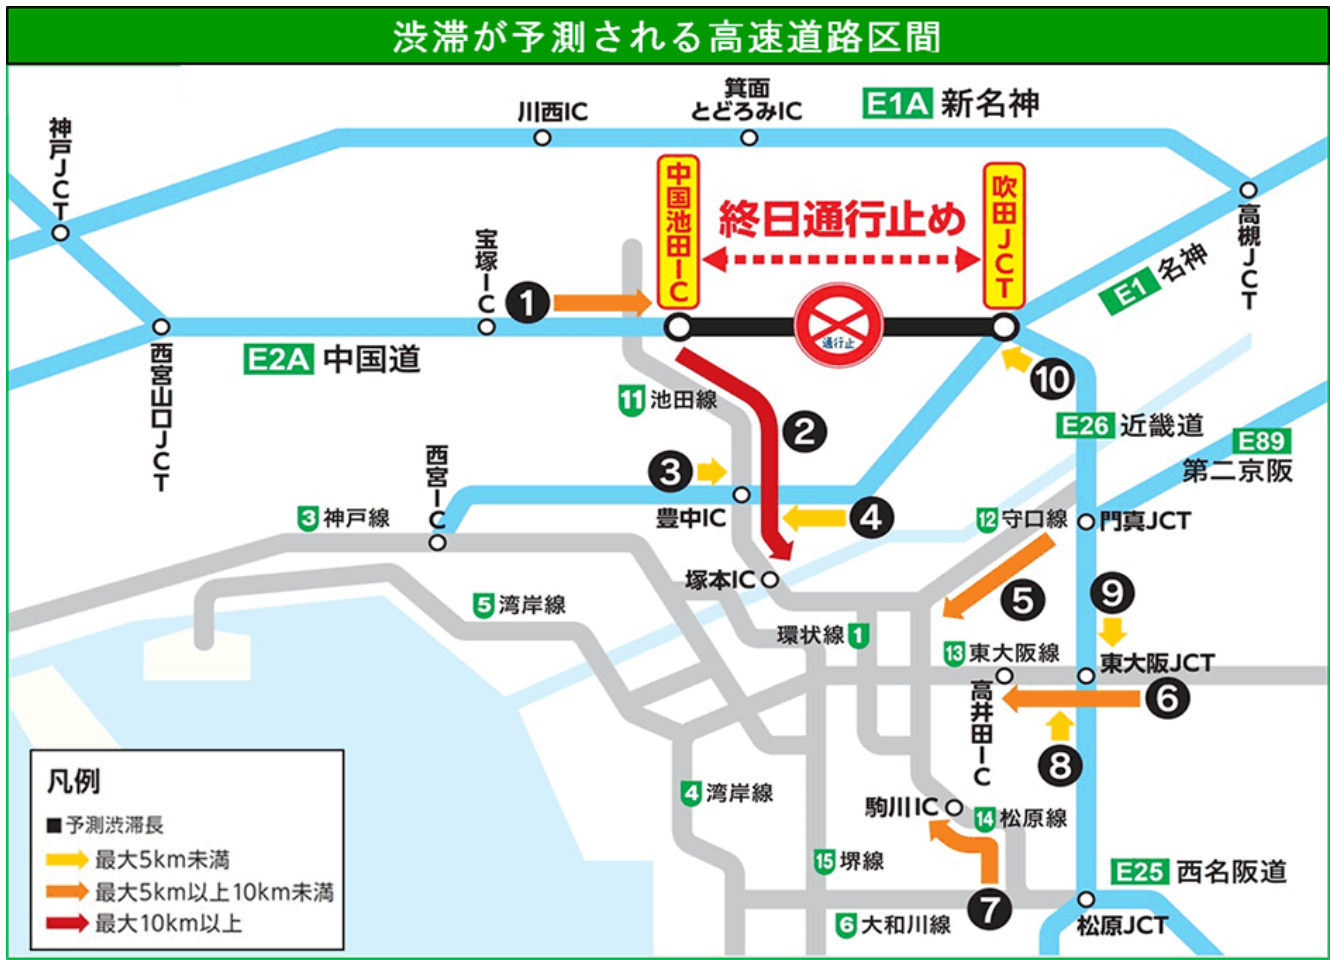 渋滞が予測される高速道路区間
神戸JCT
川西IC
箕面
とどろみIC
E1A 新名神
中国池田IC
終日通行止め
吹田JCT
高槻JCT
E1 名神
宝塚IC
1
通行止
西宮山口JCT
E2A 中国道
11 池田線
2
10
E26 近畿道
E89
第二京阪
西宮IC
3
3 神戸線
豊中IC
4
12 守口線
門真JCT
塚本IC
5
9
5 湾岸線
環状線 1
13 東大阪線
東大阪JCT
高井田IC
6
8
4 湾岸線
駒川IC
14 松原線
15 堺線
E25 西名阪道
7
6 大和川線
松原JCT
凡例
■予測渋滞長
最大5km未満
最大5km以上10km未満
最大10km以上